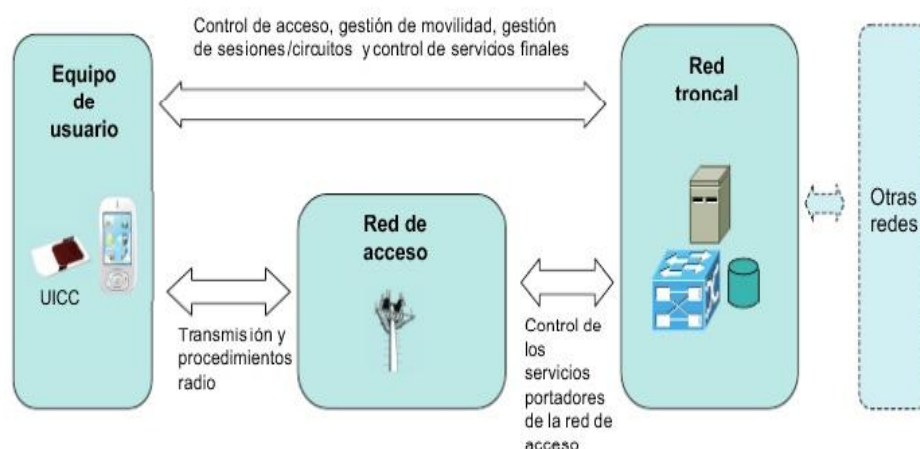 Control de acceso, gestión de movilidad, gestión
de sesiones/circuitos y control de servicios finales
Equipo
de
usuario
UICC
Transmisión y
procedimientos
radio
Red de
acceso
Control de
los
servicios
portadores
de la red de
acceso
Red
troncal
Otras
redes